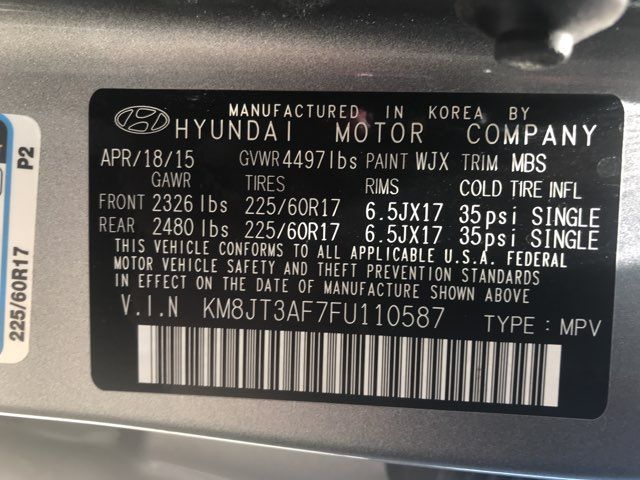 MANUFACTURED IN KOREA BY
HYUNDAI MOTOR COMPANY
APR/18/15 GVWR 4497lbs PAINT WJX TRIM MBS
GAWR TIRES RIMS COLD TIRE INFL
FRONT 2326 lbs 225/60R17 6.5JX17 35psi SINGLE
REAR 2480 lbs 225/60R17 6.5JX17 35psi SINGLE
THIS VEHICLE CONFORMS TO ALL APPLICABLE U.S.A. FEDERAL
MOTOR VEHICLE SAFETY AND THEFT PREVENTION STANDARDS
IN EFFECT ON THE DATE OF MANUFACTURE SHOWN ABOVE.
V.I.N KM8JT3AF7FU110587 TYPE: MPV
P2
225/60R17